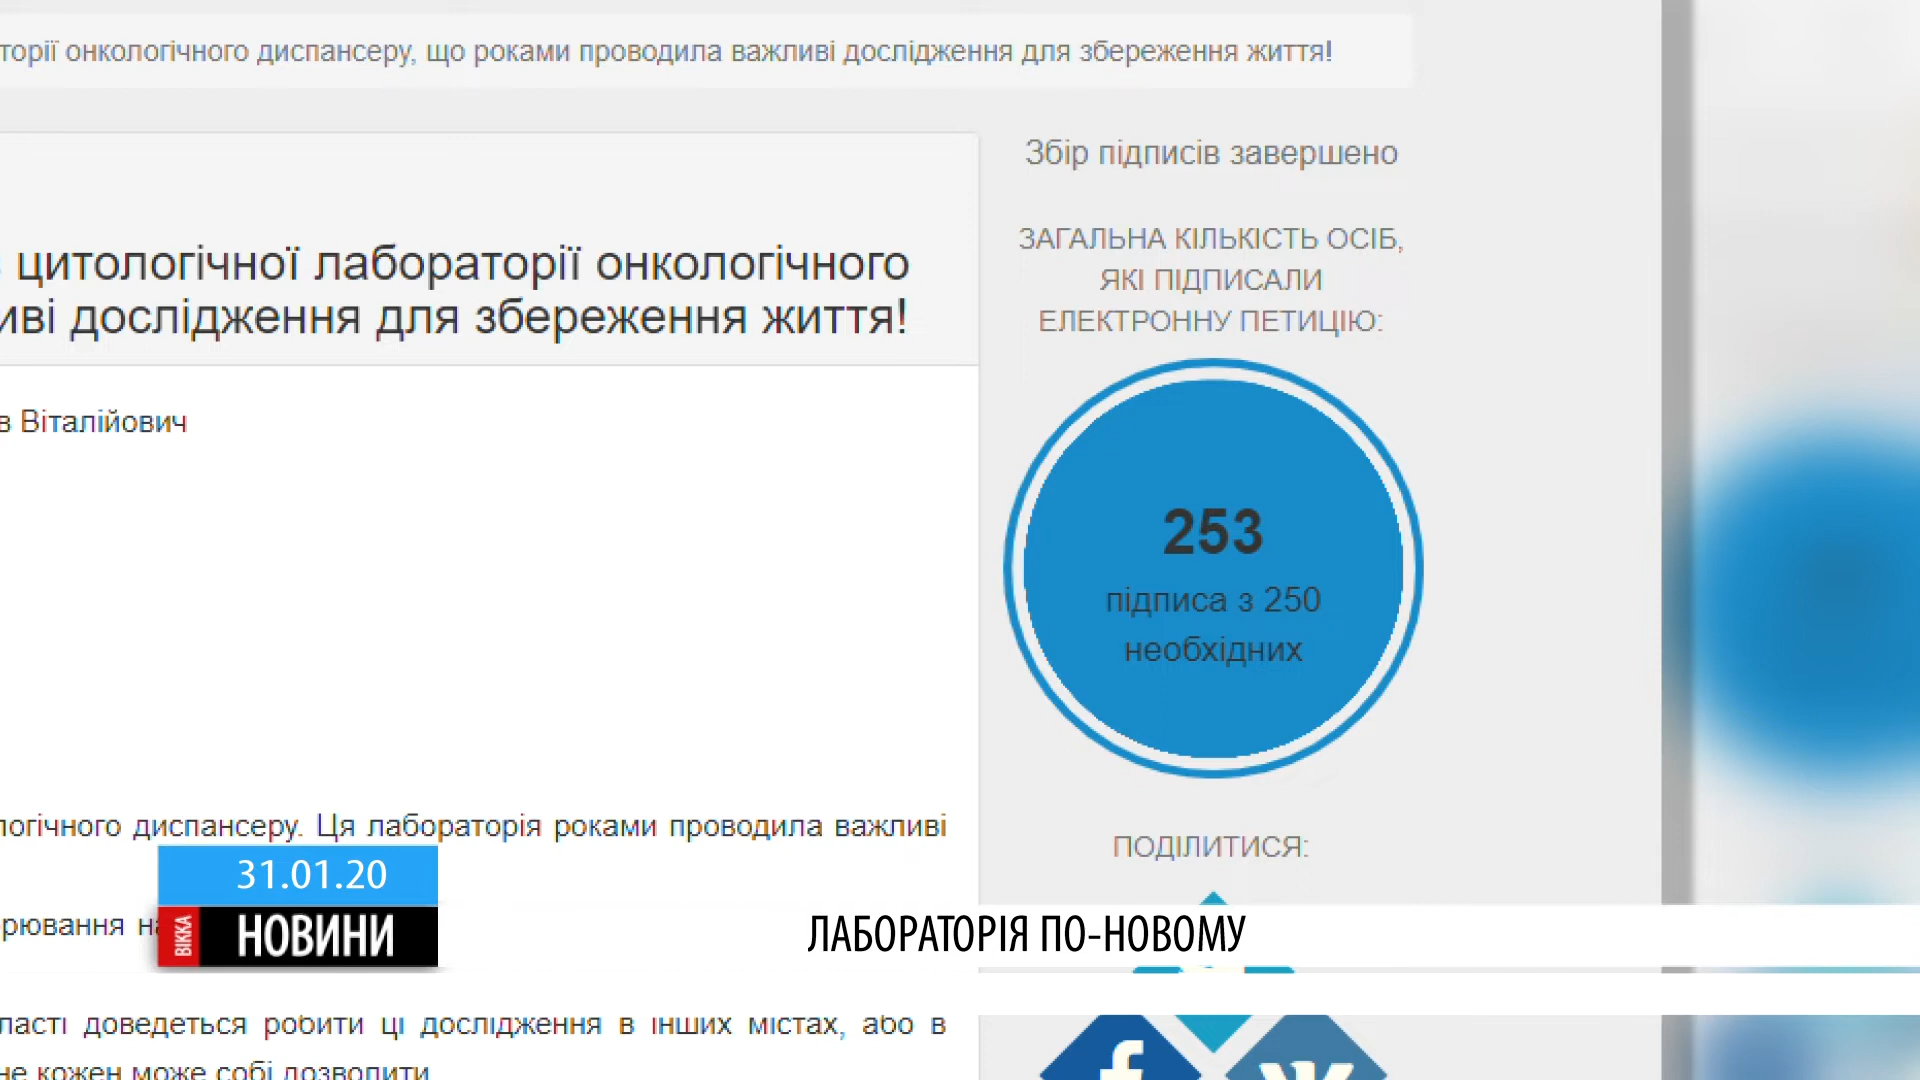 торії онкологічного диспансеру, що роками проводила важливі дослідження для збереження життя!
Збір підписів завершено
ЗАГАЛЬНА КІЛЬКІСТЬ ОСІБ,
ЯКІ ПІДПИСАЛИ
ЕЛЕКТРОННУ ПЕТИЦІЮ:
цитологічної лабораторії онкологічного
иві дослідження для збереження життя!
в Віталійович
253
підписа з 250
необхідних
логічного диспансеру. Ця лабораторія роками проводила важливі
ПОДІЛИТИСЯ:
31.01.20
орювання на
ВІККА
НОВИНИ
ЛАБОРАТОРІЯ ПО-НОВОМУ
ласті доведеться робити ці дослідження в інших містах, або в
не кожен може собі дозволити